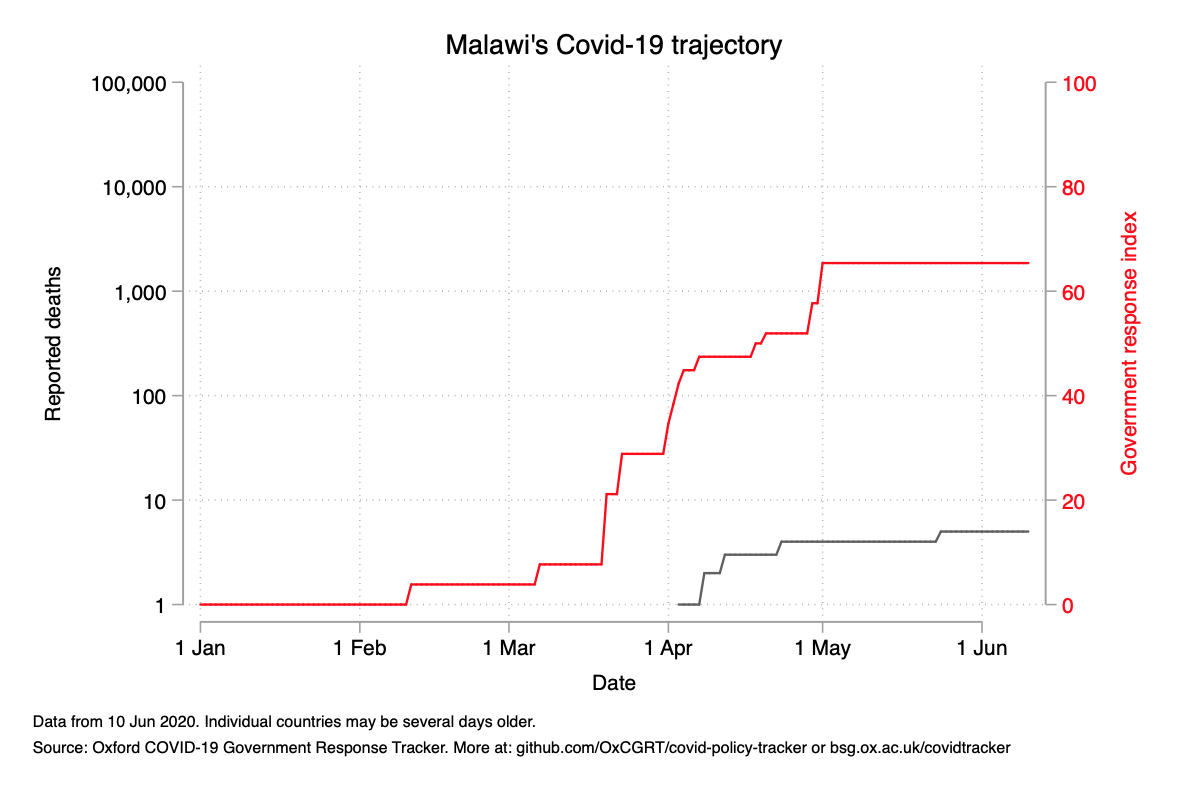 Malawi's Covid-19 trajectory
100,000
10,000
1,000
100
10
1
Reported deaths
100
80
60
40
20
0
Government response index
1 Jan
1 Feb
1 Mar
1 Apr
1 May
1 Jun
Date
Data from 10 Jun 2020. Individual countries may be several days older.
Source: Oxford COVID-19 Government Response Tracker. More at: github.com/OxCGRT/covid-policy-tracker or bsg.ox.ac.uk/covidtracker